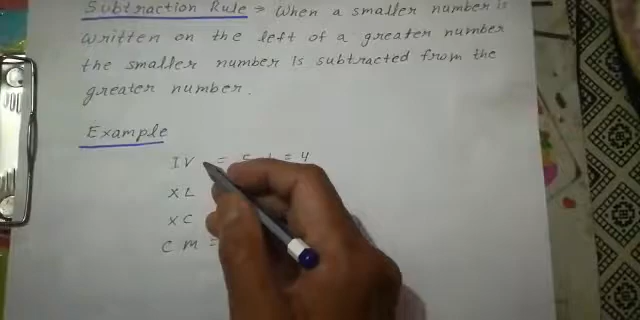 Subtraction Rule → When a smaller number is
written on the left of a greater number
the smaller number is subtracted from the
greater number.
Example
IV = 5-1 = 4
XL
XC
CM =